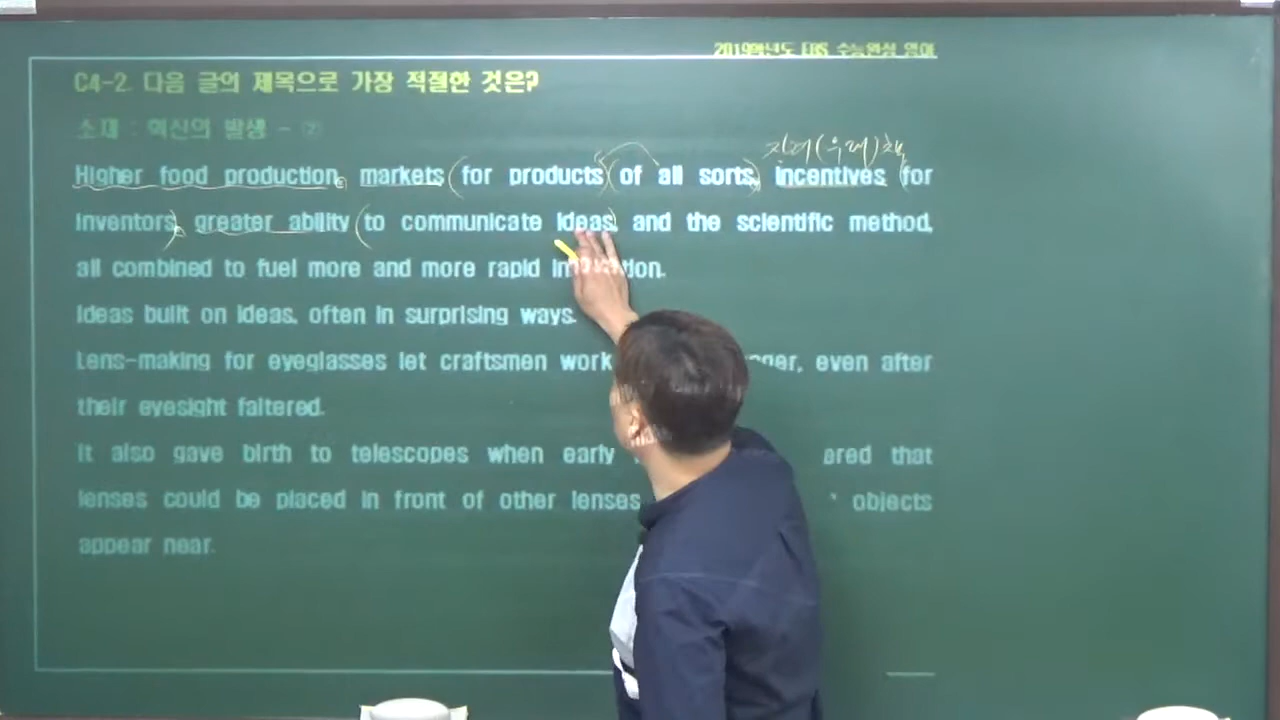 2019학년도 EBS 수능완성 영어
C4-2. 다음 글의 제목으로 가장 적절한 것은?
소재 : 혁신의 발생 - ②
Higher food production, markets for products of all sorts, incentives for
inventors, greater ability to communicate ideas, and the scientific method,
all combined to fuel more and more rapid
Ideas built on ideas, often in surprising ways.
Lens-making for eyeglasses let craftsmen work even after
their eyesight faltered.
It also gave birth to telescopes when early that
lenses could be placed in front of other lenses objects
appear near.